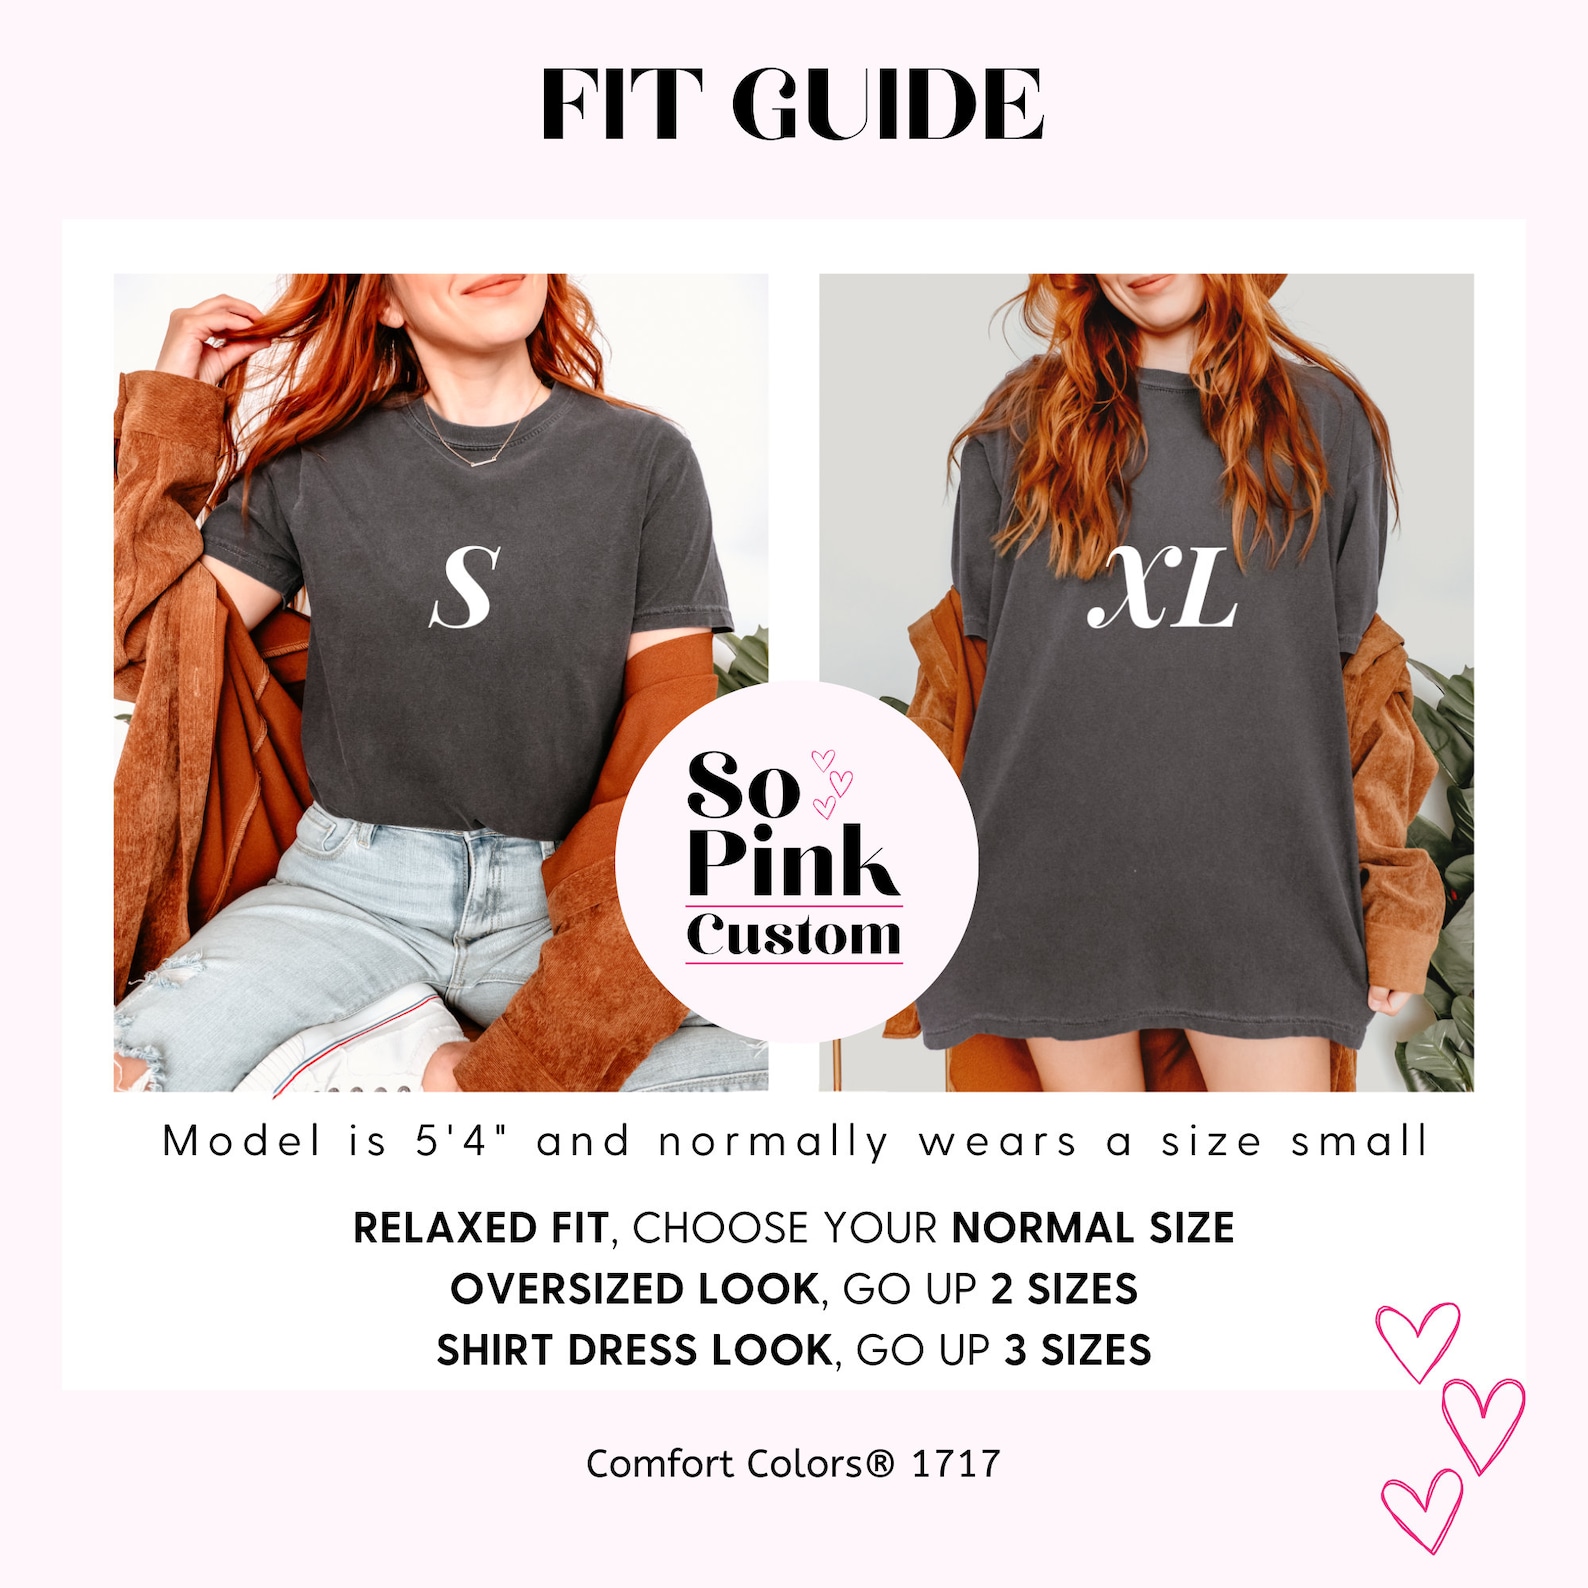 FIT GUIDE
S
XL
So
Pink
Custom
Model is 5'4" and normally wears a size small
RELAXED FIT, CHOOSE YOUR NORMAL SIZE
OVERSIZED LOOK, GO UP 2 SIZES
SHIRT DRESS LOOK, GO UP 3 SIZES
Comfort Colors® 1717